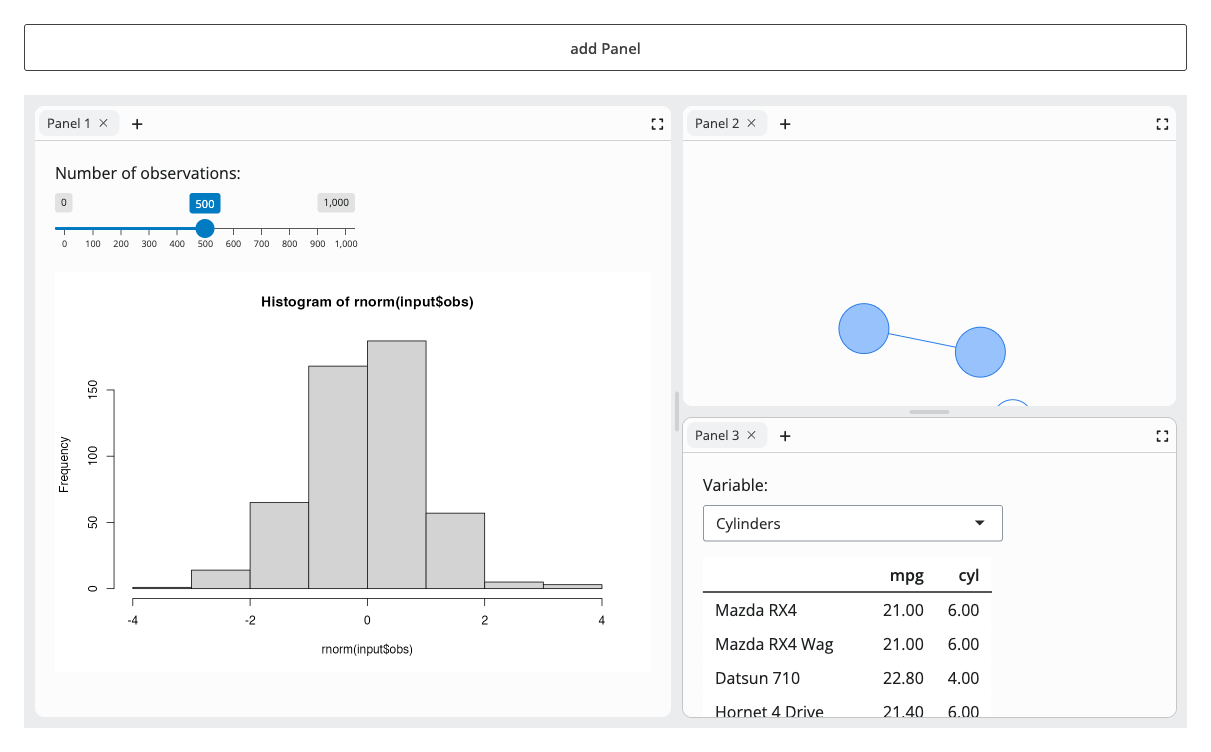 add Panel
Panel 1
Number of observations:
0 500 1,000
0 100 200 300 400 500 600 700 800 900 1,000
Histogram of rnorm(input$obs)
Frequency
150
100
50
0
-4 -2 0 2 4
rnorm(input$obs)
Panel 2
Panel 3
Variable:
Cylinders
mpg cyl
Mazda RX4 21.00 6.00
Mazda RX4 Wag 21.00 6.00
Datsun 710 22.80 4.00
Hornet 4 Drive 21.40 6.00